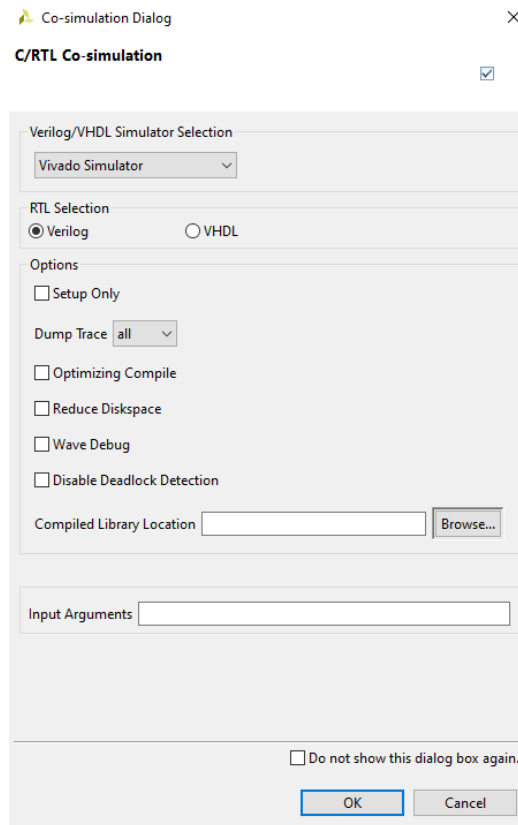 Co-simulation Dialog
C/RTL Co-simulation
Verilog/VHDL Simulator Selection
Vivado Simulator
RTL Selection
Verilog VHDL
Options
Setup Only
Dump Trace all
Optimizing Compile
Reduce Diskspace
Wave Debug
Disable Deadlock Detection
Compiled Library Location Browse...
Input Arguments
Do not show this dialog box again.
OK Cancel